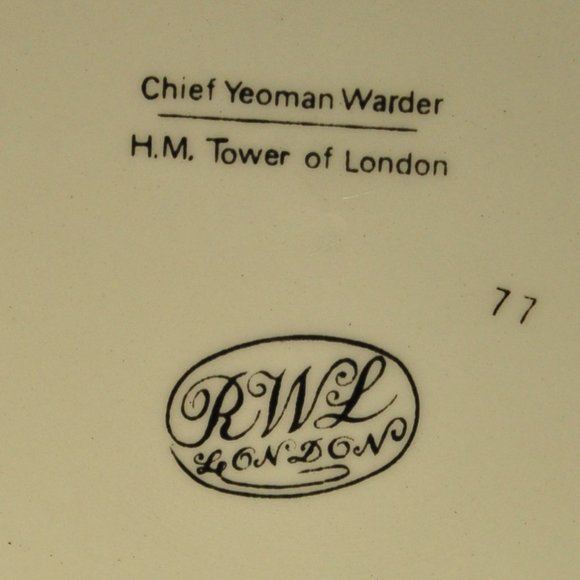 Chief Yeoman Warder
H.M. Tower of London
77
RWL
LONDON